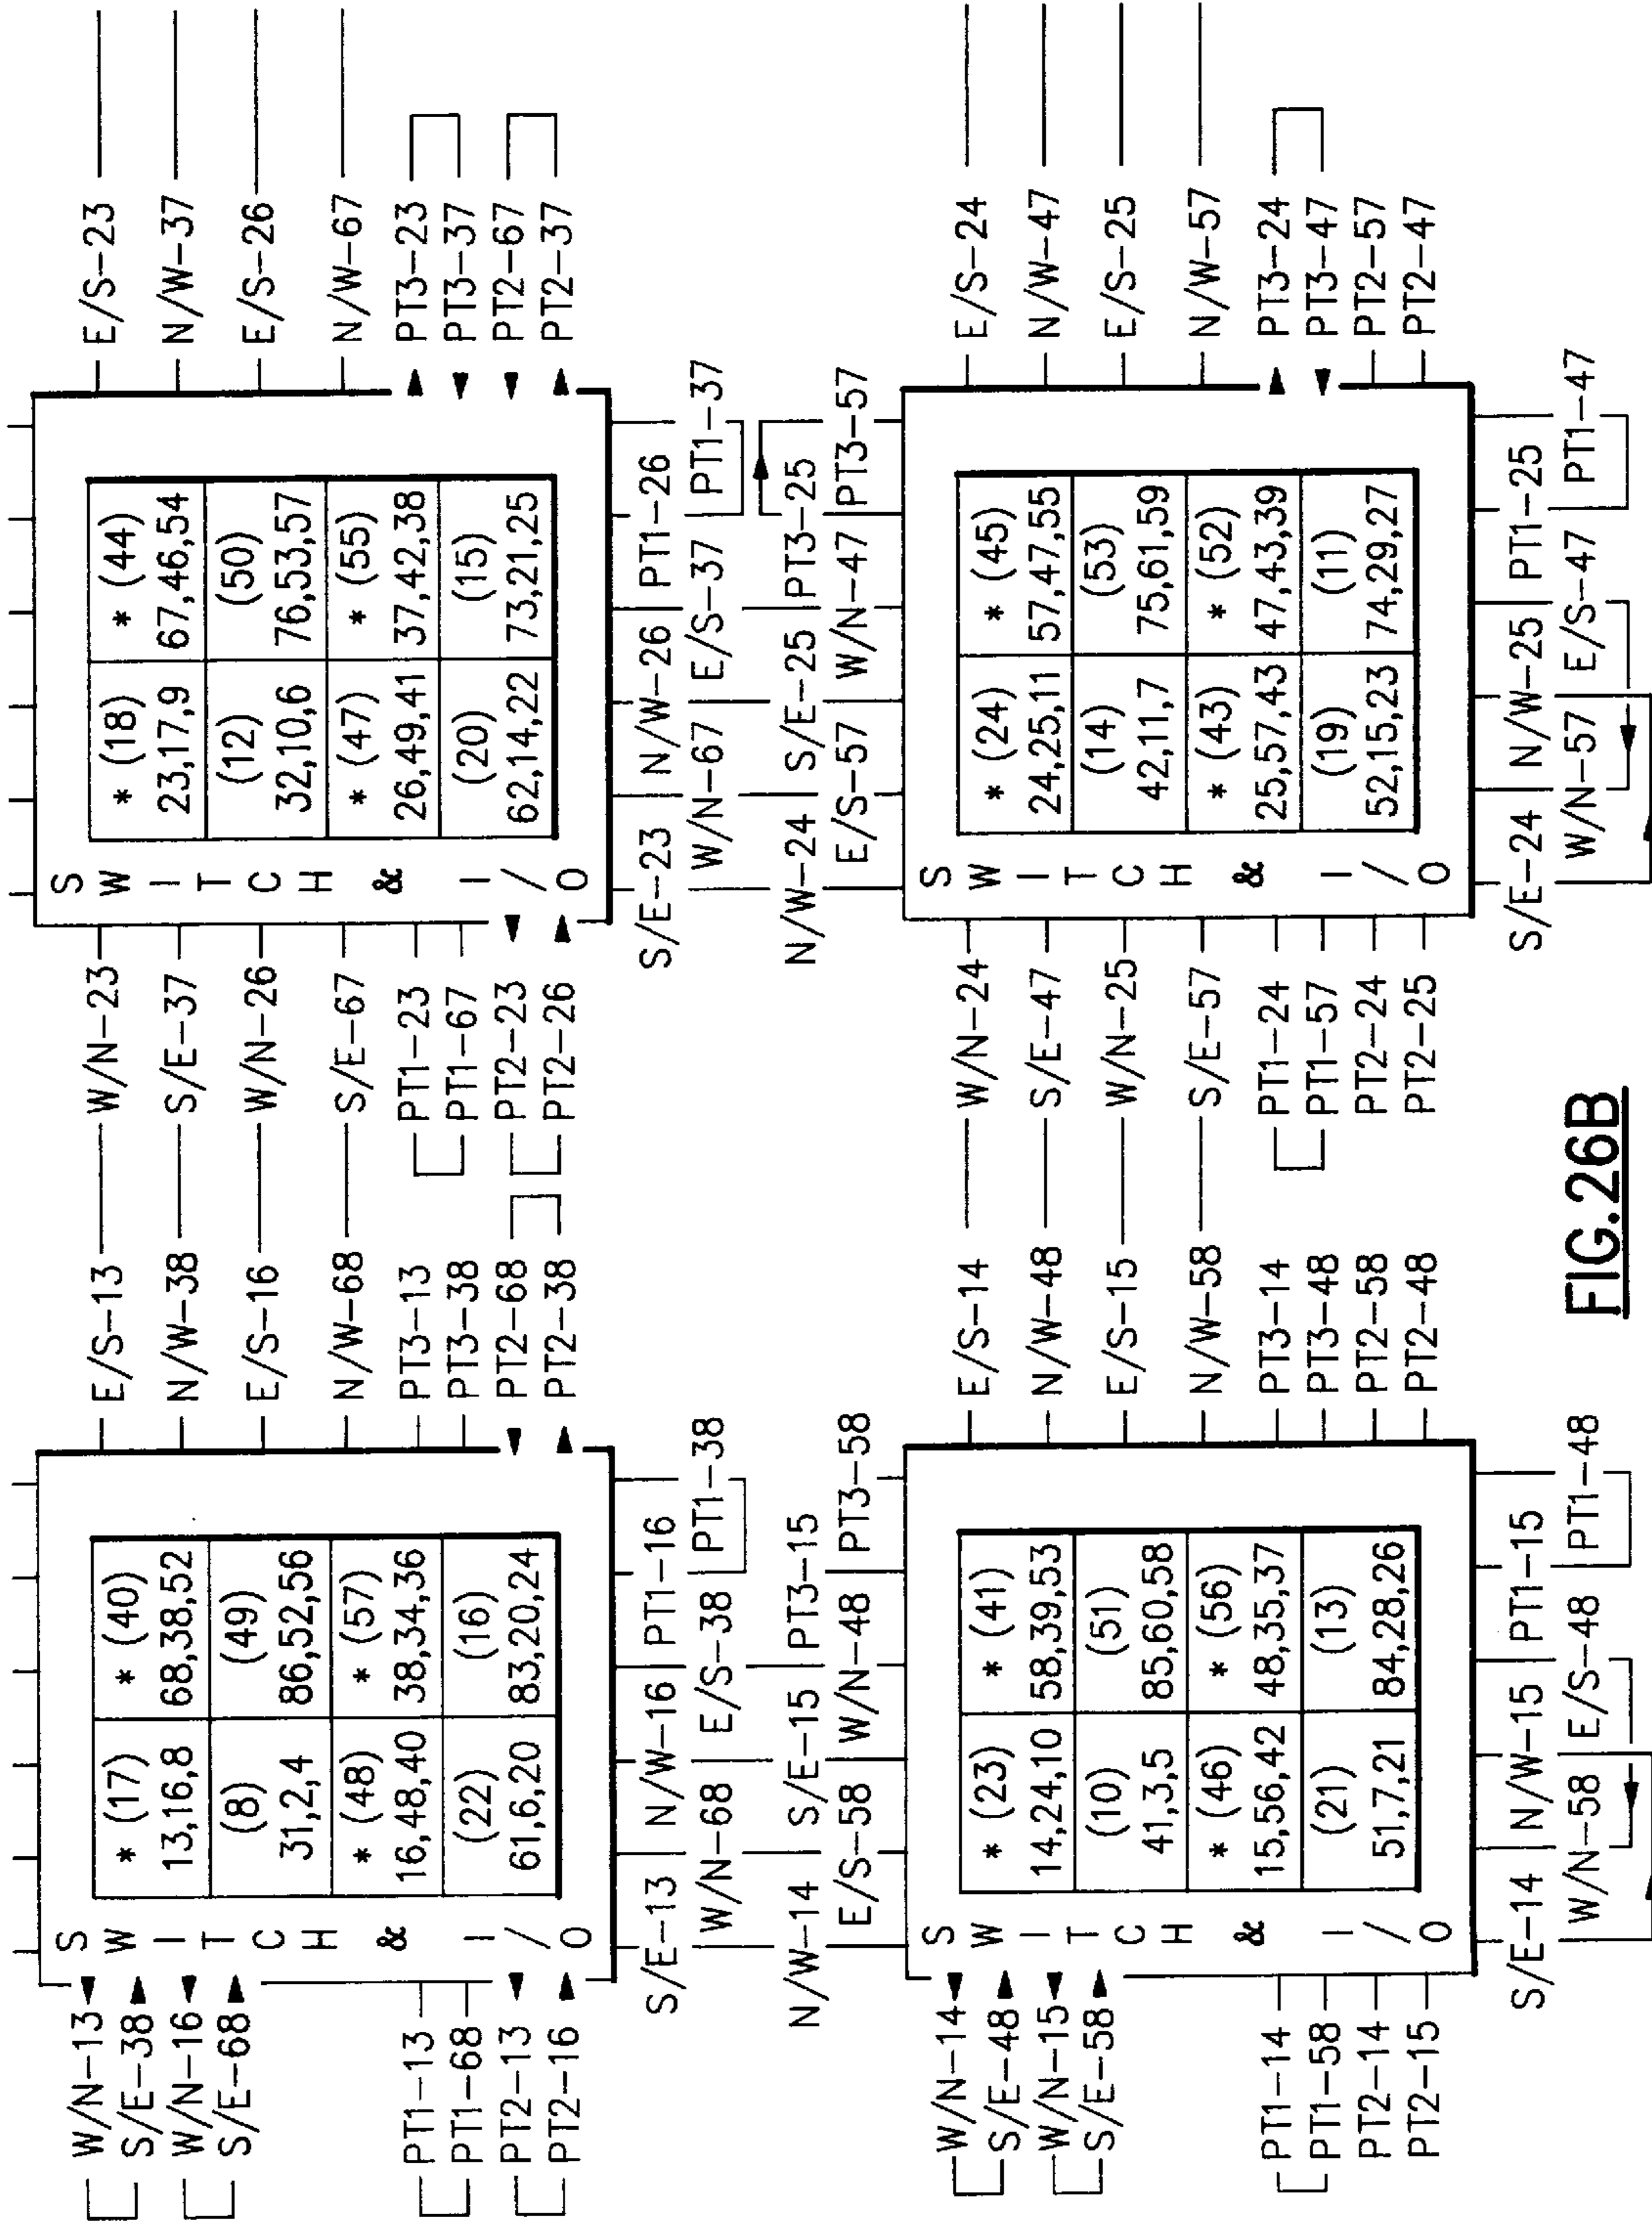 W/N-13
S/E-38
W/N-16
S/E-68
PT1-13
PT1-68
PT2-13
PT2-16
SWITCH & I/O
* (17)
13,16,8
* (40)
68,38,52
(8)
31,2,4
(49)
86,52,56
* (48)
16,48,40
* (57)
38,34,36
(22)
61,6,20
(16)
83,20,24
E/S-13
N/W-38
E/S-16
N/W-68
PT3-13
PT3-38
PT2-68
PT2-38
S/E-13 N/W-16 PT1-16
W/N-68 E/S-38 PT1-38
W/N-23
S/E-37
W/N-26
S/E-67
PT1-23
PT1-67
PT2-23
PT2-26
SWITCH & I/O
* (18)
23,17,9
* (44)
67,46,54
(12)
32,10,6
(50)
76,53,57
* (47)
26,49,41
* (55)
37,42,38
(20)
62,14,22
(15)
73,21,25
E/S-23
N/W-37
E/S-26
N/W-67
PT3-23
PT3-37
PT2-67
PT2-37
S/E-23 N/W-26 PT1-26
W/N-67 E/S-37 PT1-37
N/W-14 S/E-15 PT3-15
E/S-58 W/N-48 PT3-58
W/N-14
S/E-48
W/N-15
S/E-58
PT1-14
PT1-58
PT2-14
PT2-15
SWITCH & I/O
* (23)
14,24,10
* (41)
58,39,53
(10)
41,3,5
(51)
85,60,58
* (46)
15,56,42
* (56)
48,35,37
(21)
51,7,21
(13)
84,28,26
E/S-14
N/W-48
E/S-15
N/W-58
PT3-14
PT3-48
PT2-58
PT2-48
S/E-14 N/W-15 PT1-15
W/N-58 E/S-48 PT1-48
N/W-24 S/E-25 PT3-25
E/S-57 W/N-47 PT3-57
W/N-24
S/E-47
W/N-25
S/E-57
PT1-24
PT1-57
PT2-24
PT2-25
SWITCH & I/O
* (24)
24,25,11
* (45)
57,47,55
(14)
42,11,7
(53)
75,61,59
* (43)
25,57,43
* (52)
47,43,39
(19)
52,15,23
(11)
74,29,27
E/S-24
N/W-47
E/S-25
N/W-57
PT3-24
PT3-47
PT2-57
PT2-47
S/E-24 N/W-25 PT1-25
W/N-57 E/S-47 PT1-47
FIG.26B